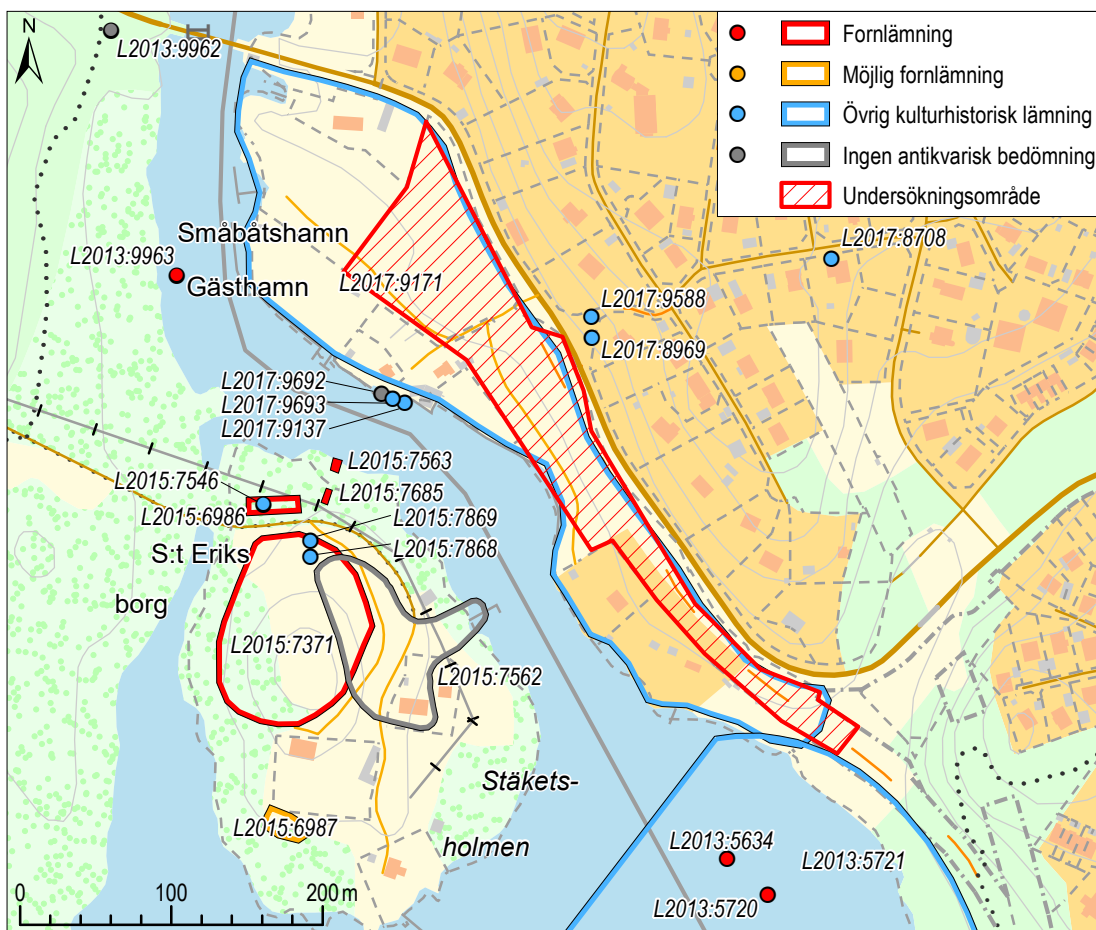 N
L2013:9962
Fornlämning
Möjlig fornlämning
Övrig kulturhistorisk lämning
Ingen antikvarisk bedömning
Undersökningsområde
Småbåtshamn
L2013:9963
Gästhamn
L2017:9171
L2017:8708
L2017:9588
L2017:8969
L2017:9692
L2017:9693
L2017:9137
L2015:7563
L2015:7546
L2015:7685
L2015:6986
L2015:7869
S:t Eriks
L2015:7868
borg
L2015:7371
L2015:7562
Stäkets-
L2015:6987
holmen
L2013:5634
L2013:5721
L2013:5720
0 100 200 m